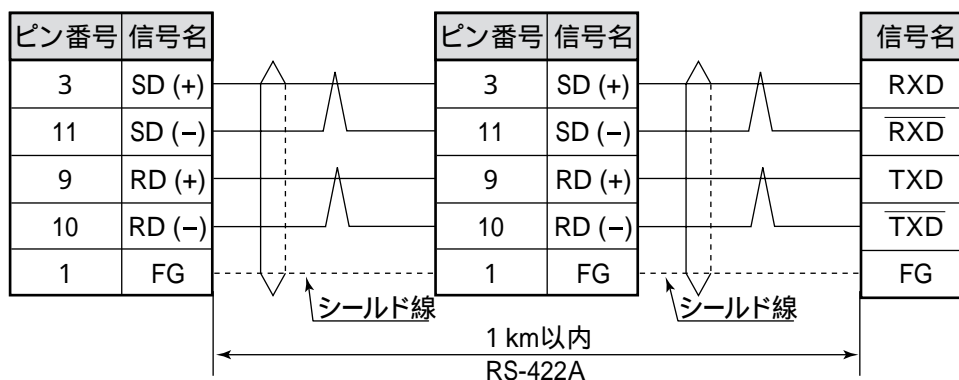 ピン番号 信号名 ピン番号 信号名 信号名
3 SD (+) 3 SD (+) RXD
11 SD (−) 11 SD (−) R̅X̅D̅
9 RD (+) 9 RD (+) TXD
10 RD (−) 10 RD (−) T̅X̅D̅
1 FG 1 FG FG
シールド線 シールド線
1 km以内
RS-422A